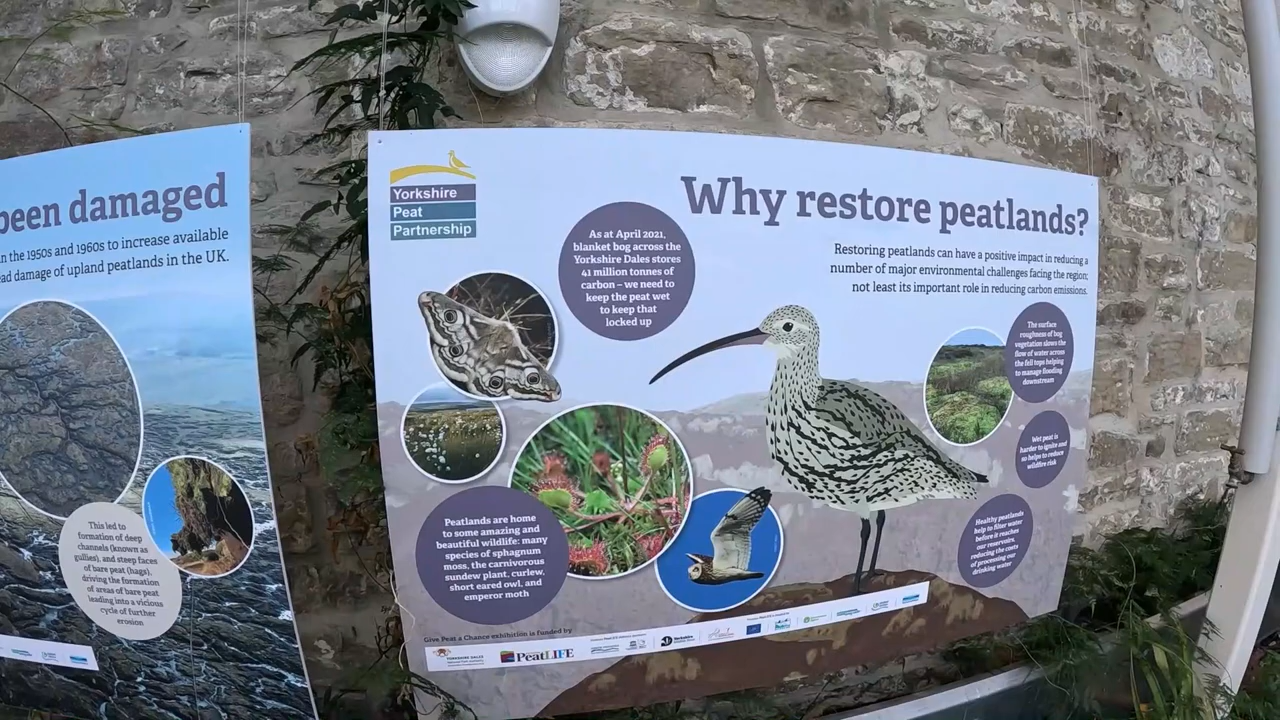 been damaged
in the 1950s and 1960s to increase available
ead damage of upland peatlands in the UK.
This led to
formation of deep
channels (known as
gullies), and steep faces
of bare peat (hags),
driving the formation
of areas of bare peat
leading into a vicious
cycle of further
erosion
Yorkshire
Peat
Partnership
Why restore peatlands?
Restoring peatlands can have a positive impact in reducing a
number of major environmental challenges facing the region;
not least its important role in reducing carbon emissions.
As at April 2021,
blanket bog across the
Yorkshire Dales stores
41 million tonnes of
carbon – we need to
keep the peat wet
to keep that
locked up
The surface
roughness of bog
vegetation slows the
flow of water across
the fell tops helping
to manage flooding
downstream
Wet peat is
harder to ignite and
so helps to reduce
wildfire risk
Healthy peatlands
help to filter water
before it reaches
our reservoirs,
reducing the costs
of processing our
drinking water
Peatlands are home
to some amazing and
beautiful wildlife: many
species of sphagnum
moss, the carnivorous
sundew plant, curlew,
short eared owl, and
emperor moth
Give Peat a Chance exhibition is funded by
YORKSHIRE DALES
PeatLIFE
Yorkshire